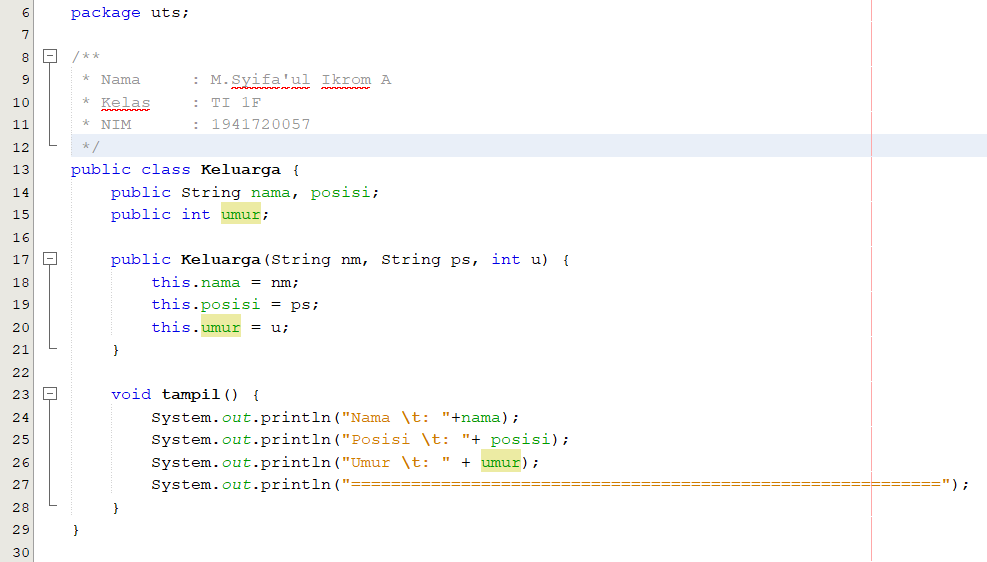 6 package uts;
7
8 /**
9 * Nama : M.Syifa'ul Ikrom A
10 * Kelas : TI 1F
11 * NIM : 1941720057
12 */
13 public class Keluarga {
14 public String nama, posisi;
15 public int umur;
16
17 public Keluarga(String nm, String ps, int u) {
18 this.nama = nm;
19 this.posisi = ps;
20 this.umur = u;
21 }
22
23 void tampil() {
24 System.out.println("Nama \t: "+nama);
25 System.out.println("Posisi \t: "+ posisi);
26 System.out.println("Umur \t: " + umur);
27 System.out.println("===========================================================");
28 }
29 }
30